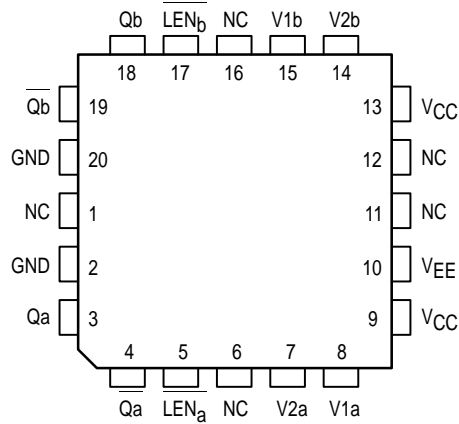 Qb LENb NC V1b V2b
18 17 16 15 14
Qb 19 13 VCC
GND 20 12 NC
NC 1 11 NC
GND 2 10 VEE
Qa 3 9 VCC
4 5 6 7 8
Qa LENa NC V2a V1a